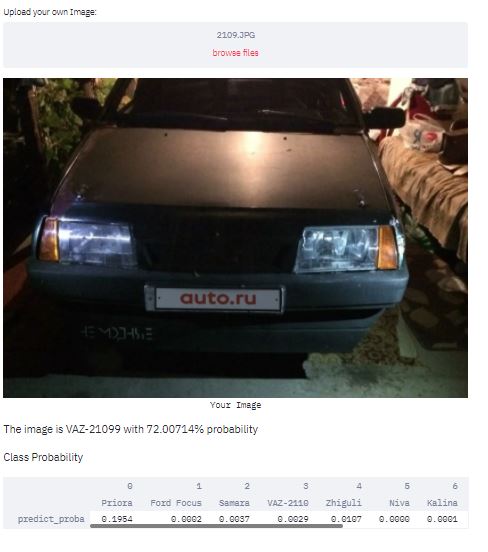 Upload your own Image:
2109.JPG
browse files
auto.ru
Your Image
The image is VAZ-21099 with 72.00714% probability
Class Probability
0 1 2 3 4 5 6
Priora Ford Focus Samara VAZ-2110 Zhiguli Niva Kalina
predict_proba 0.1954 0.0002 0.0037 0.0029 0.0107 0.0000 0.0001